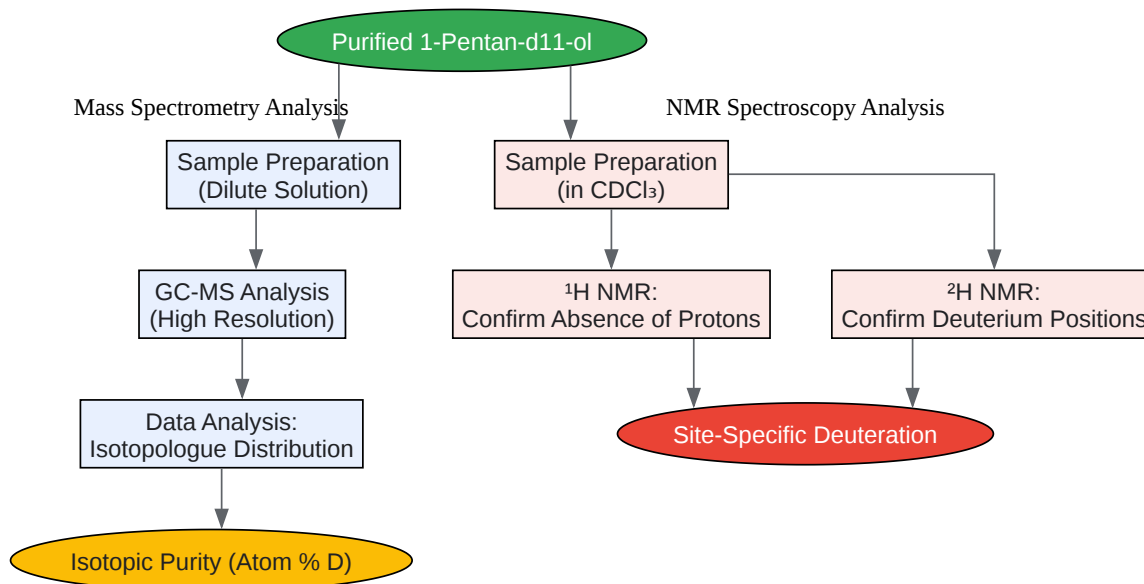 Purified 1-Pentan-d11-ol
Mass Spectrometry Analysis
NMR Spectroscopy Analysis
Sample Preparation
(Dilute Solution)
Sample Preparation
(in CDCl₃)
GC-MS Analysis
(High Resolution)
¹H NMR:
Confirm Absence of Protons
²H NMR:
Confirm Deuterium Positions
Data Analysis:
Isotopologue Distribution
Site-Specific Deuteration
Isotopic Purity (Atom % D)